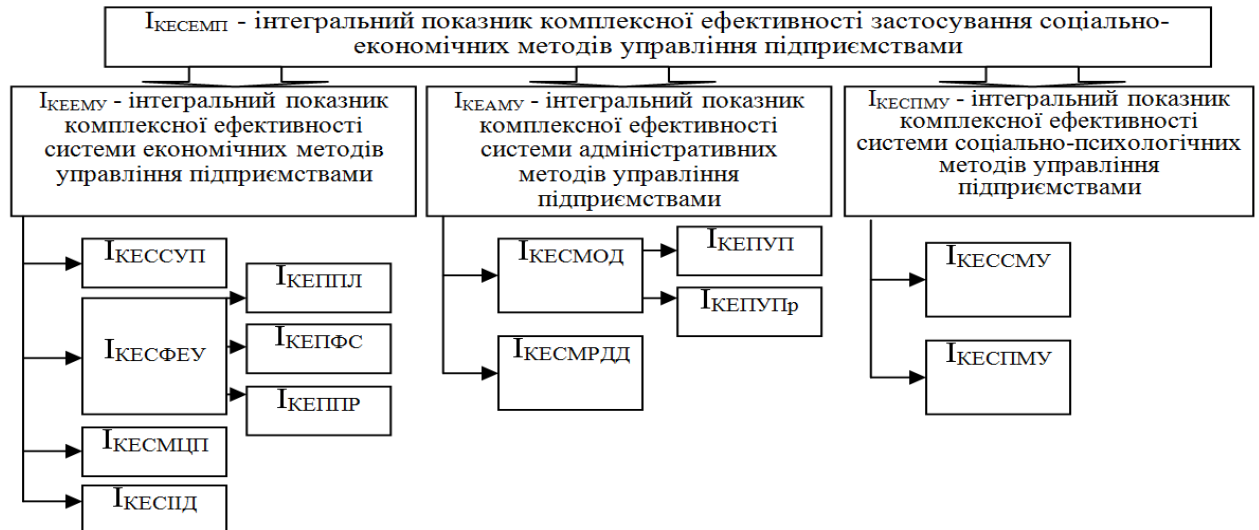 IКЕСЕМП - інтегральний показник комплексної ефективності застосування соціально-
економічних методів управління підприємствами
IКЕЕМУ - інтегральний показник
комплексної ефективності
системи економічних методів
управління підприємствами
IКЕАМУ - інтегральний показник
комплексної ефективності
системи адміністративних
методів управління
підприємствами
IКЕСПМУ - інтегральний показник
комплексної ефективності
системи соціально-психологічних
методів управління
підприємствами
IКЕССУП
IКЕСФЕУ
IКЕППЛ
IКЕПФС
IКЕППР
IКЕСМЦП
IКЕСІІД
IКЕСМОД
IКЕПУП
IКЕПУПр
IКЕСМРДД
IКЕССМУ
IКЕСПМУ